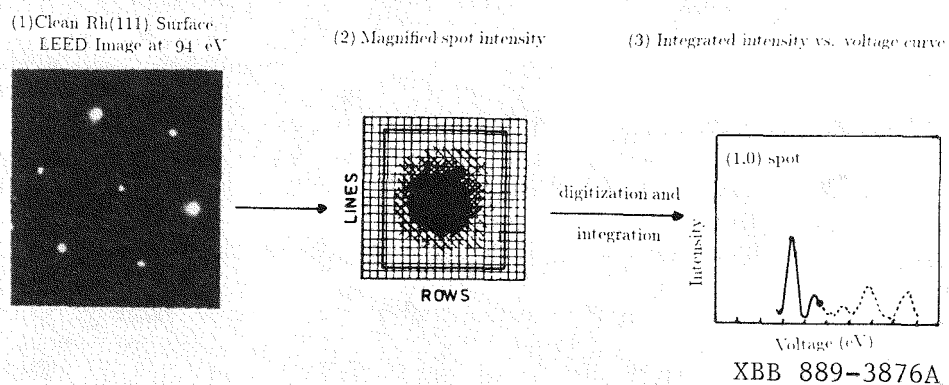 (1)Clean Rh(111) Surface
LEED Image at 94 eV
(2) Magnified spot intensity
(3) Integrated intensity vs. voltage curve
LINES
ROWS
digitization and
integration
(1.0) spot
Intensity
Voltage (eV)
XBB 889-3876A